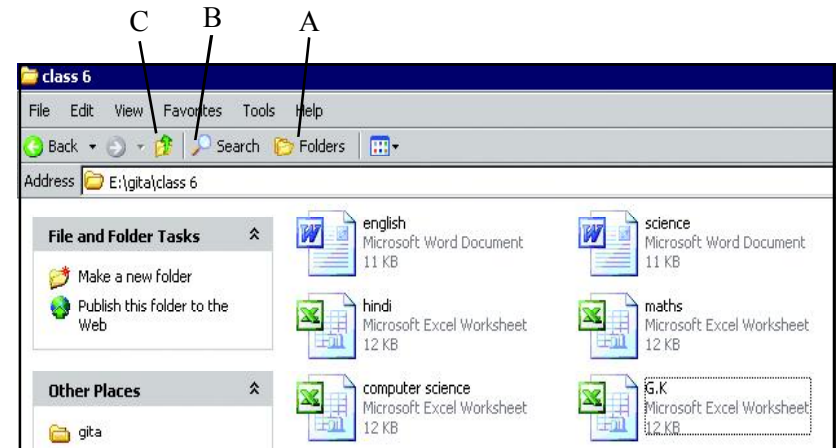 C B A
class 6
File Edit View Favorites Tools Help
Back Search Folders
Address E:\gita\class 6
File and Folder Tasks
Make a new folder
Publish this folder to the
Web
Other Places
gita
english
Microsoft Word Document
11 KB
science
Microsoft Word Document
11 KB
hindi
Microsoft Excel Worksheet
12 KB
maths
Microsoft Excel Worksheet
12 KB
computer science
Microsoft Excel Worksheet
12 KB
G.K
Microsoft Excel Worksheet
12 KB